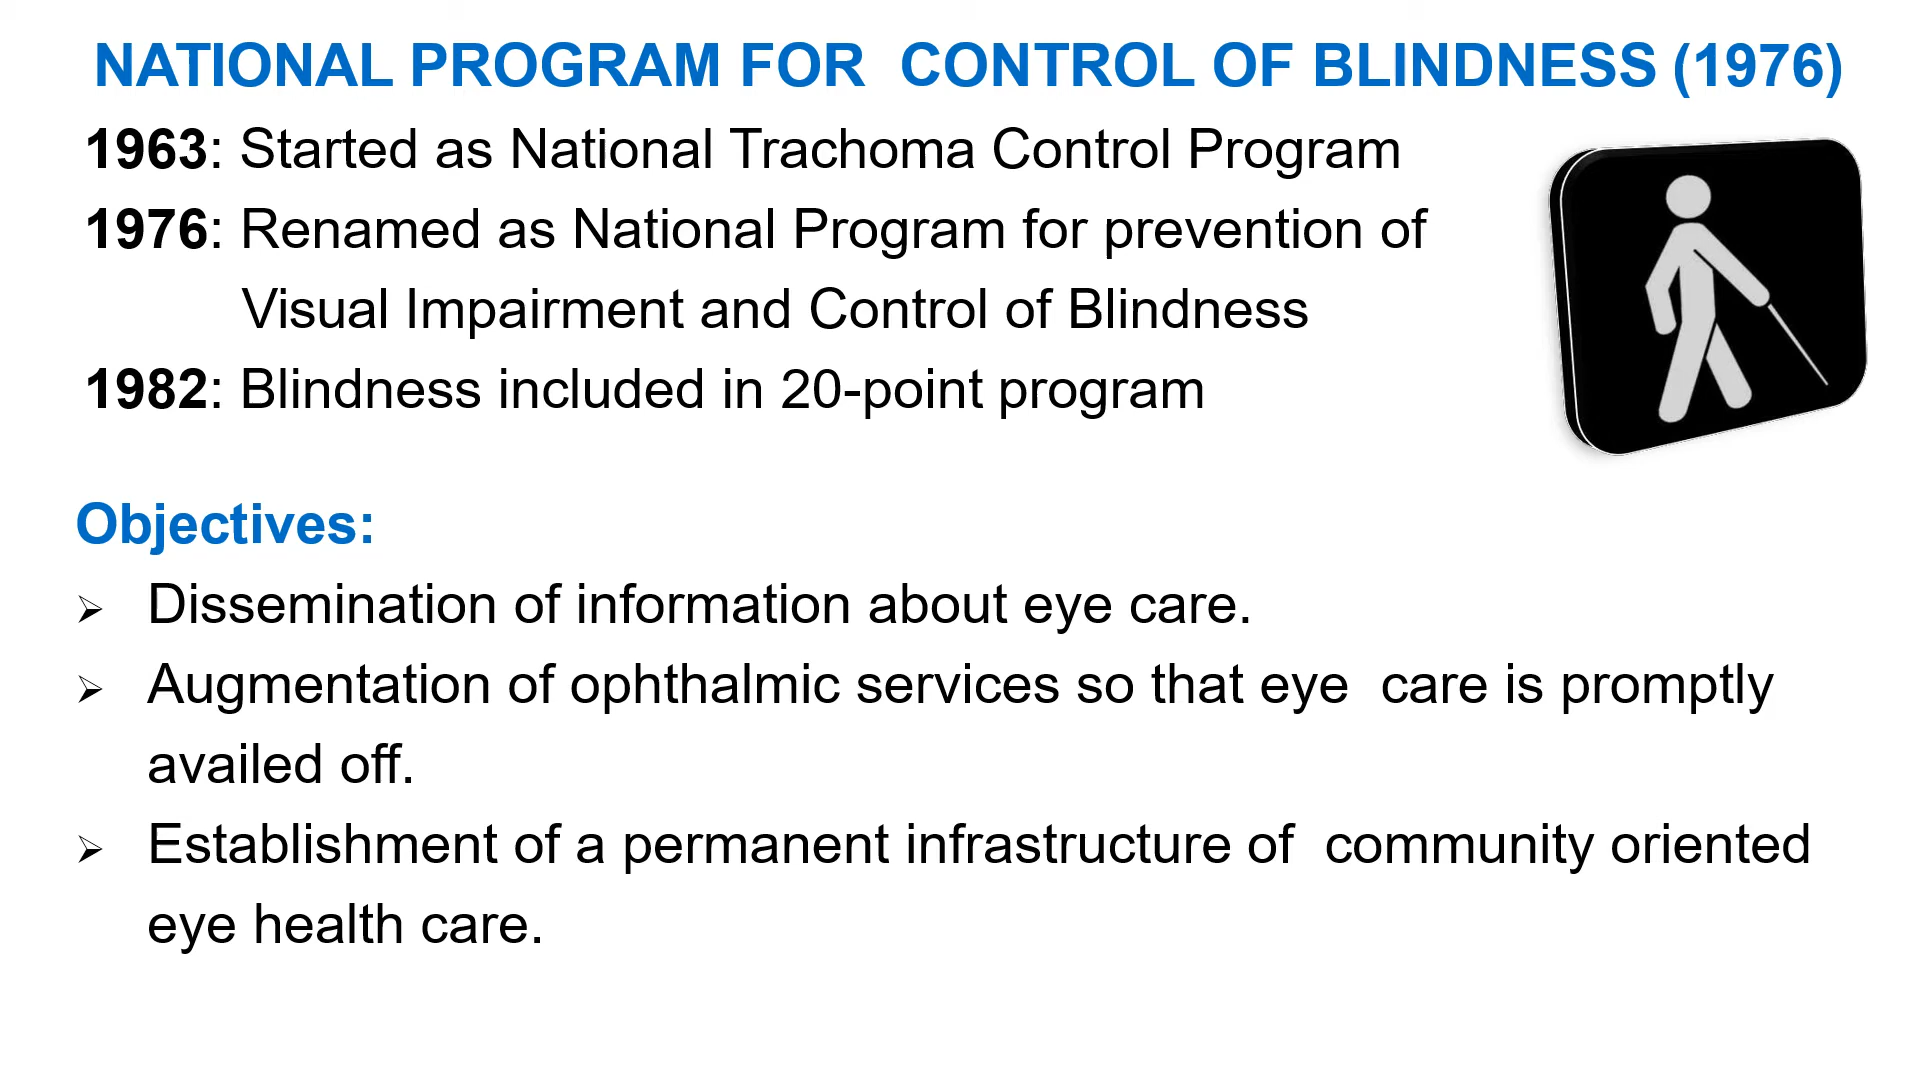 NATIONAL PROGRAM FOR CONTROL OF BLINDNESS (1976)
1963: Started as National Trachoma Control Program
1976: Renamed as National Program for prevention of
Visual Impairment and Control of Blindness
1982: Blindness included in 20-point program
Objectives:
➢ Dissemination of information about eye care.
➢ Augmentation of ophthalmic services so that eye care is promptly
availed off.
➢ Establishment of a permanent infrastructure of community oriented
eye health care.